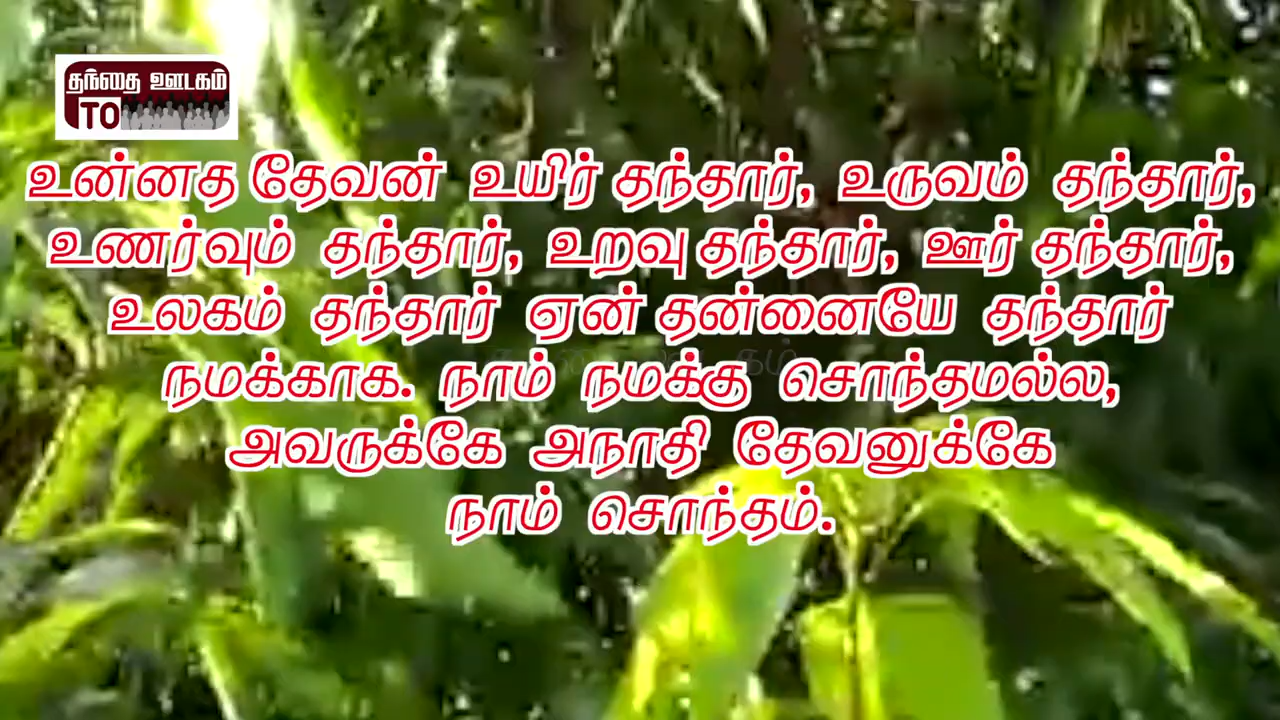 தந்தை ஊடகம்
TO
உன்னத தேவன் உயிர் தந்தார், உருவம் தந்தார்,
உணர்வும் தந்தார், உறவு தந்தார், ஊர் தந்தார்,
உலகம் தந்தார் ஏன் தன்னையே தந்தார்
நமக்காக. நாம் நமக்கு சொந்தமல்ல,
அவருக்கே அநாதி தேவனுக்கே
நாம் சொந்தம்.